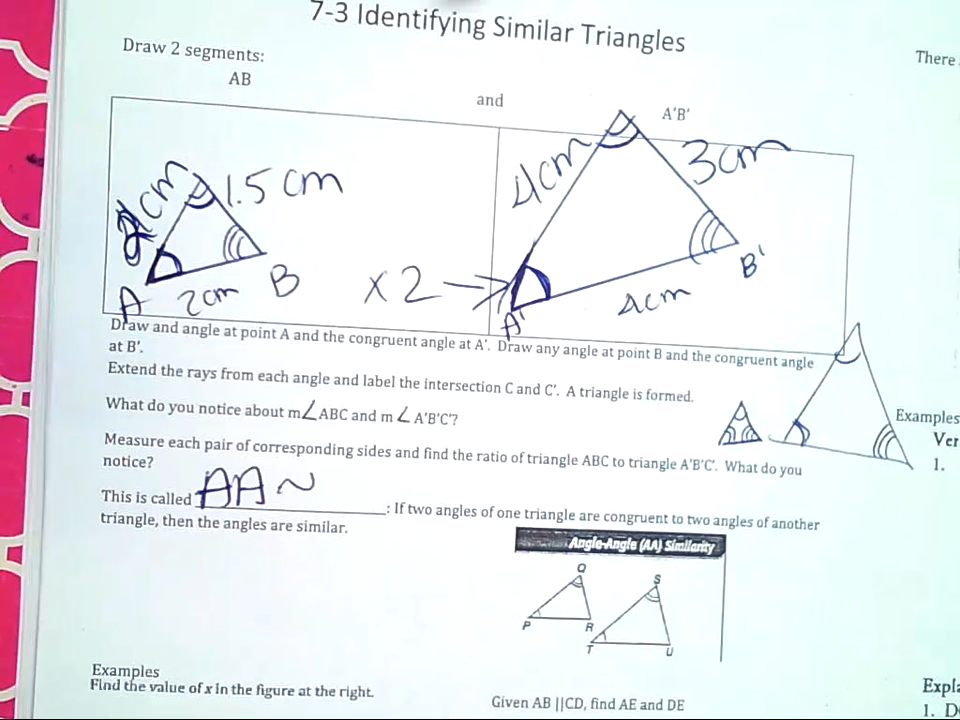 7-3 Identifying Similar Triangles
Draw 2 segments:
There
AB
and
A'B'
1.5 cm
4cm
3cm
A
2cm
B
x 2
A'
4cm
B'
Draw and angle at point A and the congruent angle at A'. Draw any angle at point B and the congruent angle
at B'.
Extend the rays from each angle and label the intersection C and C'. A triangle is formed.
What do you notice about m∠ABC and m∠A'B'C'?
Examples
Ver
1.
Measure each pair of corresponding sides and find the ratio of triangle ABC to triangle A'B'C'. What do you
notice?
This is called AA ~ : If two angles of one triangle are congruent to two angles of another
triangle, then the angles are similar.
Angle-Angle (AA) Similarity
Q
S
P
R
T
U
Examples
Find the value of x in the figure at the right.
Given AB ||CD, find AE and DE
Expl
1. D